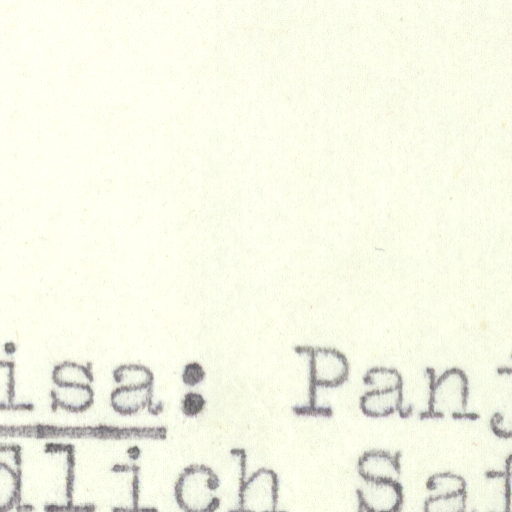 isa: Panj
dlich Saf